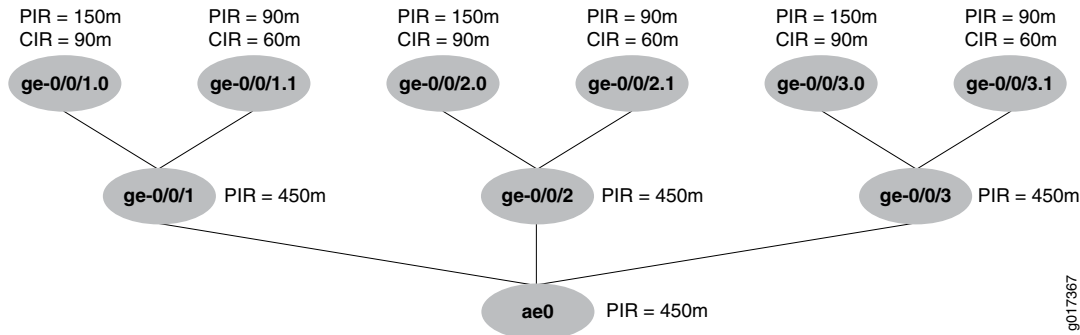 PIR = 150m
CIR = 90m
PIR = 90m
CIR = 60m
PIR = 150m
CIR = 90m
PIR = 90m
CIR = 60m
PIR = 150m
CIR = 90m
PIR = 90m
CIR = 60m
ge-0/0/1.0
ge-0/0/1.1
ge-0/0/2.0
ge-0/0/2.1
ge-0/0/3.0
ge-0/0/3.1
ge-0/0/1
PIR = 450m
ge-0/0/2
PIR = 450m
ge-0/0/3
PIR = 450m
ae0
PIR = 450m
g017367